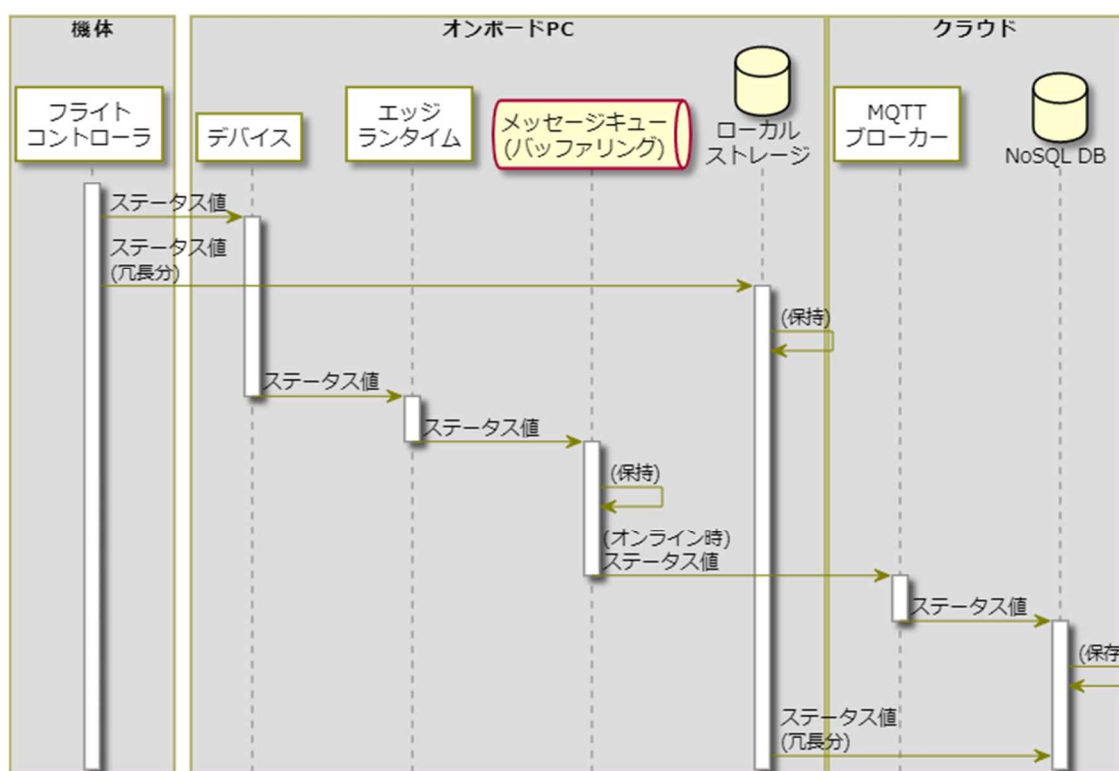 機体
オンボードPC
クラウド
フライト
コントローラ
デバイス
エッジ
ランタイム
メッセージキュー
(バッファリング)
ローカル
ストレージ
MQTT
ブローカー
NoSQL DB
ステータス値
ステータス値
(冗長分)
(保持)
ステータス値
ステータス値
(保持)
(オンライン時)
ステータス値
ステータス値
(保存
ステータス値
(冗長分)